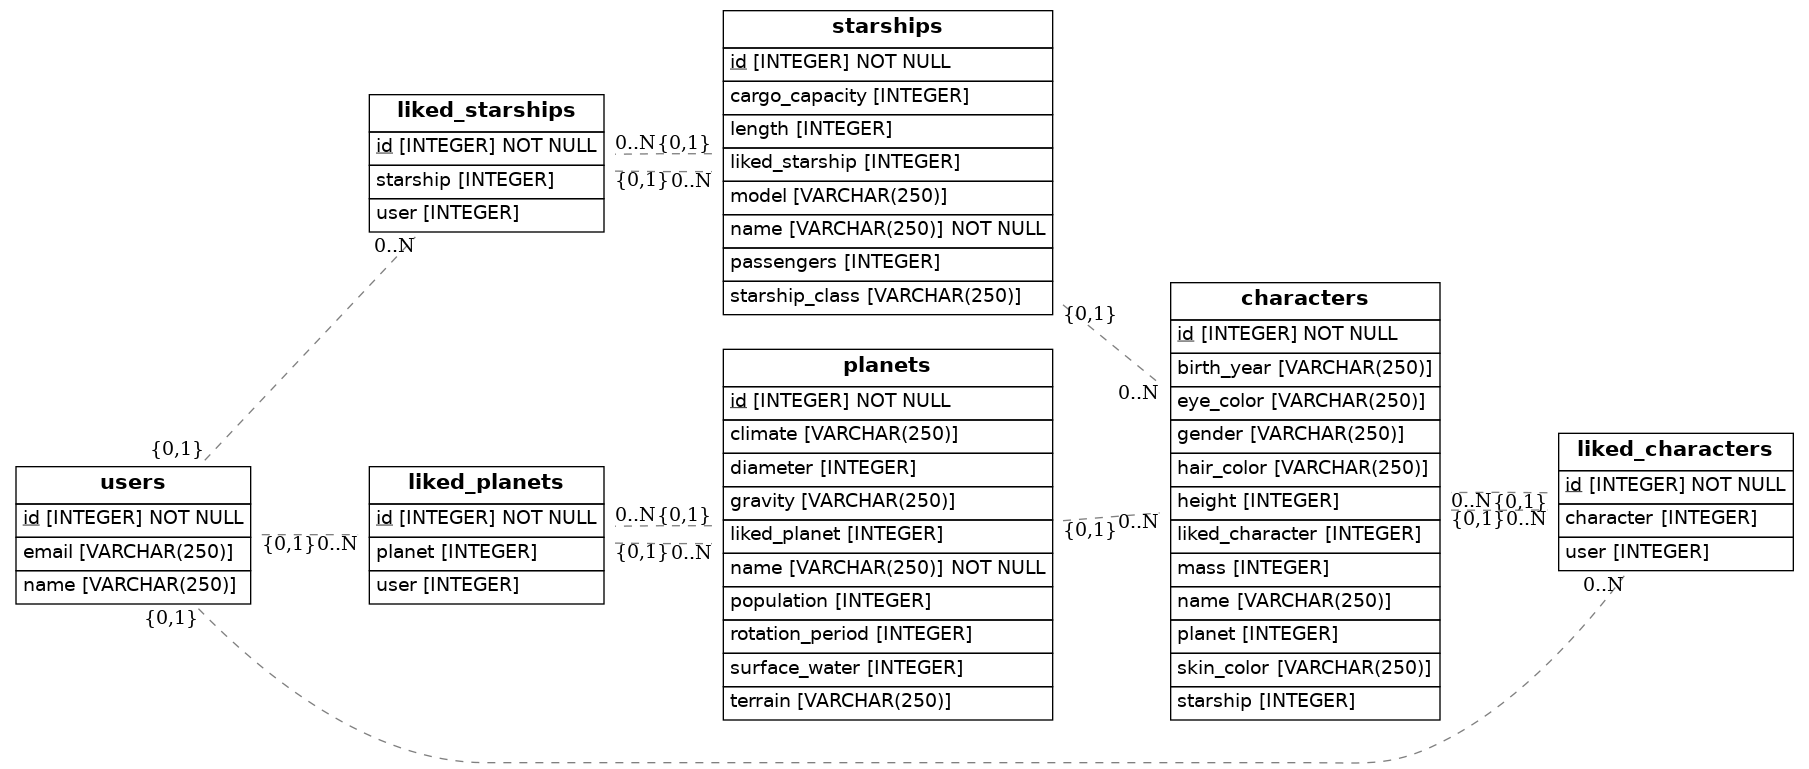 starships
id [INTEGER] NOT NULL
cargo_capacity [INTEGER]
length [INTEGER]
liked_starship [INTEGER]
model [VARCHAR(250)]
name [VARCHAR(250)] NOT NULL
passengers [INTEGER]
starship_class [VARCHAR(250)]
liked_starships
id [INTEGER] NOT NULL
starship [INTEGER]
user [INTEGER]
0..N {0,1}
{0,1} 0..N
0..N
{0,1}
{0,1}
0..N
users
id [INTEGER] NOT NULL
email [VARCHAR(250)]
name [VARCHAR(250)]
{0,1} 0..N
{0,1}
liked_planets
id [INTEGER] NOT NULL
planet [INTEGER]
user [INTEGER]
0..N {0,1}
{0,1} 0..N
planets
id [INTEGER] NOT NULL
climate [VARCHAR(250)]
diameter [INTEGER]
gravity [VARCHAR(250)]
liked_planet [INTEGER]
name [VARCHAR(250)] NOT NULL
population [INTEGER]
rotation_period [INTEGER]
surface_water [INTEGER]
terrain [VARCHAR(250)]
{0,1} 0..N
characters
id [INTEGER] NOT NULL
birth_year [VARCHAR(250)]
eye_color [VARCHAR(250)]
gender [VARCHAR(250)]
hair_color [VARCHAR(250)]
height [INTEGER]
liked_character [INTEGER]
mass [INTEGER]
name [VARCHAR(250)]
planet [INTEGER]
skin_color [VARCHAR(250)]
starship [INTEGER]
0..N {0,1}
{0,1} 0..N
liked_characters
id [INTEGER] NOT NULL
character [INTEGER]
user [INTEGER]
0..N